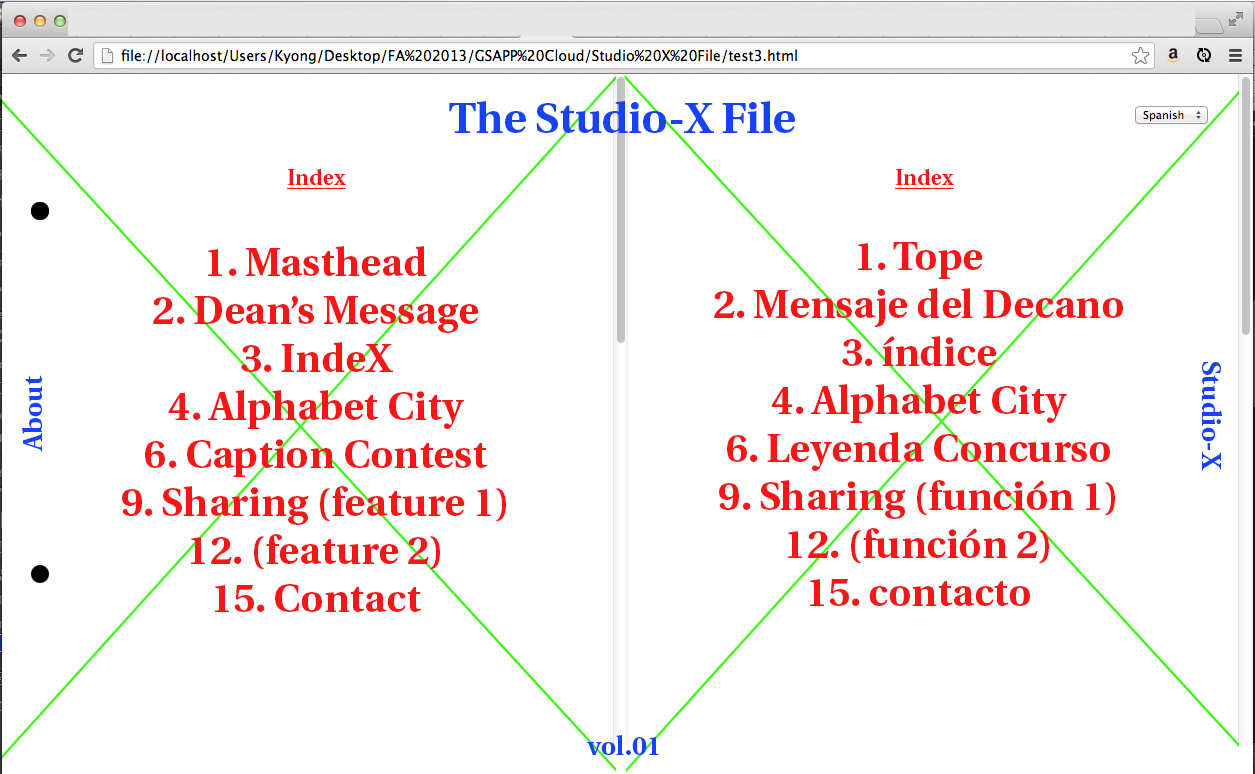 file://localhost/Users/Kyong/Desktop/FA%202013/GSAPP%20Cloud/Studio%20X%20File/test3.html
The Studio-X File
Spanish
Index
1. Masthead
2. Dean’s Message
3. IndeX
4. Alphabet City
6. Caption Contest
9. Sharing (feature 1)
12. (feature 2)
15. Contact
Index
1. Tope
2. Mensaje del Decano
3. índice
4. Alphabet City
6. Leyenda Concurso
9. Sharing (función 1)
12. (función 2)
15. contacto
About
Studio-X
vol.01